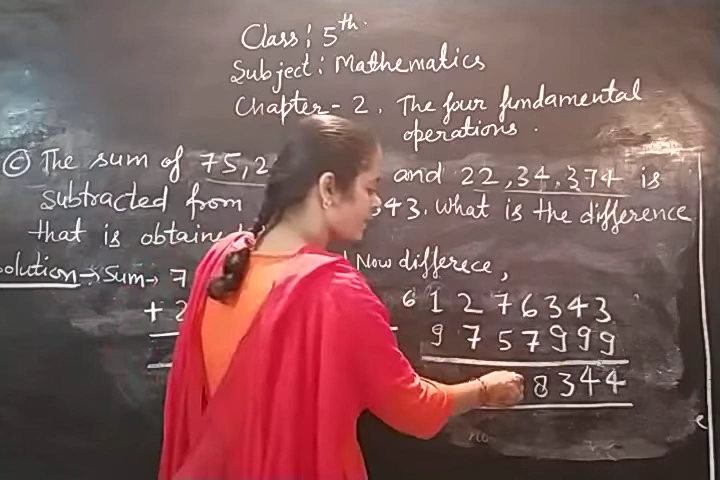 Class: 5th.
Subject: Mathematics
Chapter - 2. The four fundamental
operations.
(c) The sum of 75,2 and 22,34,374 is
subtracted from 43. What is the difference
that is obtaine
olution → Sum → 7 Now differece,
6 1 2 7 6 3 4 3
+ 2 - 9 7 5 7 9 9 9
8 3 4 4